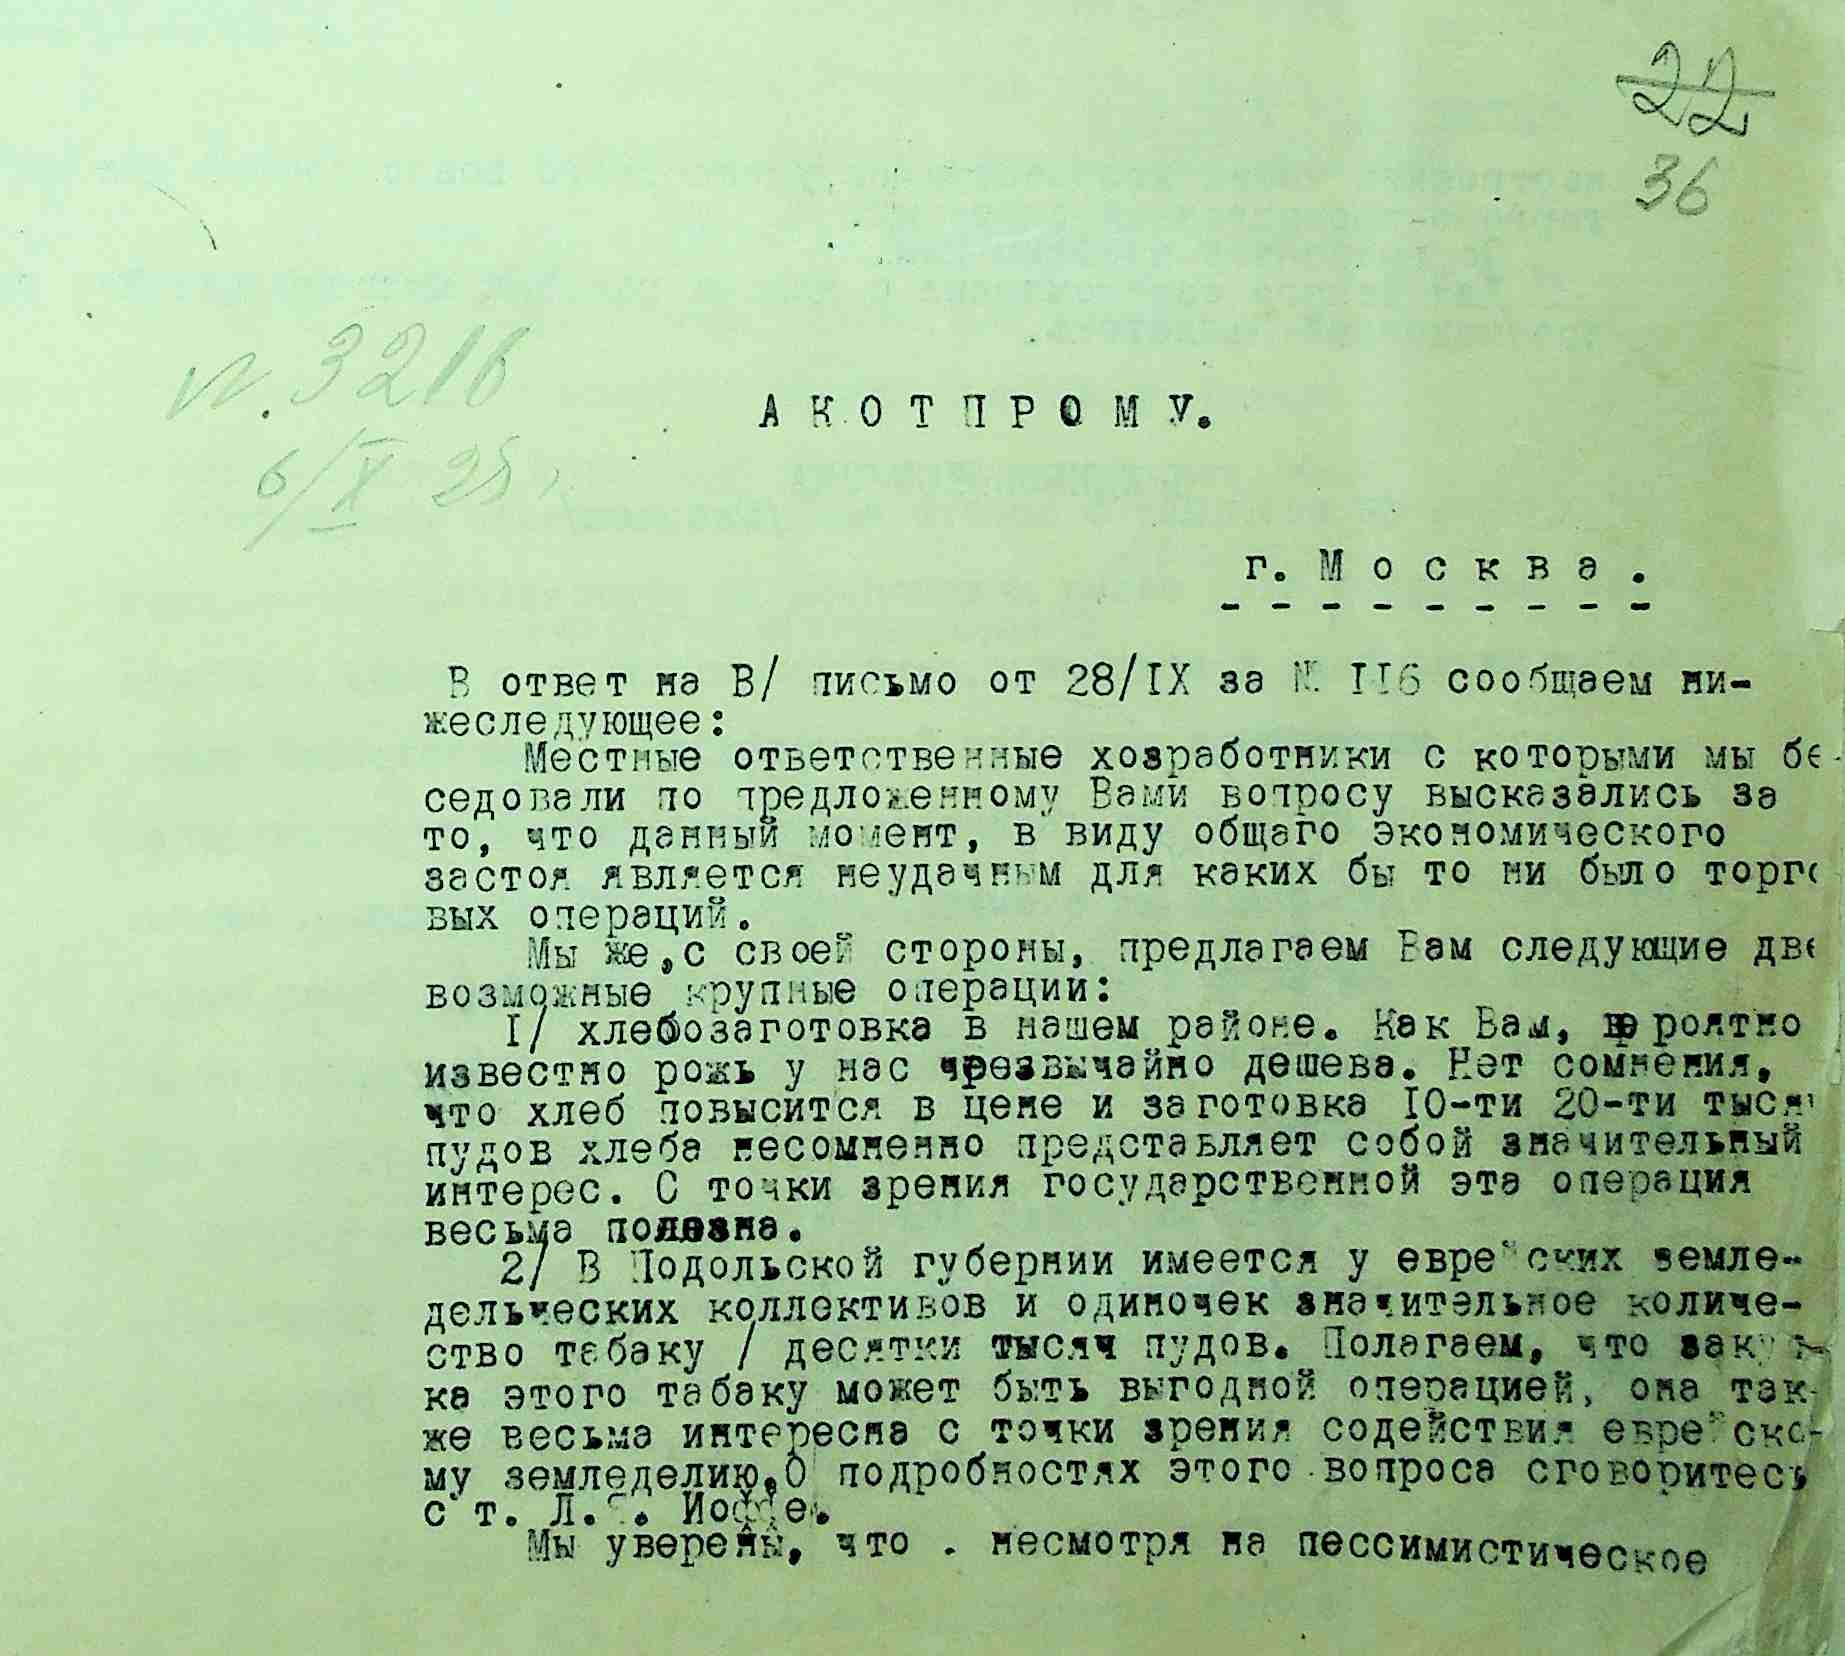 22
36
N. 3216
6/X 25
АКОТПРОМУ.
г. Москва.
В ответ на В/ письмо от 28/IX за № II6 сообщаем ни-
жеследующее:
Местные ответственные хозработники с которыми мы бе-
седовали по предложенному Вами вопросу высказались за
то, что данный момент, в виду общаго экономического
застоя является неудачным для каких бы то ни было торго
вых операций.
Мы же,с своей стороны, предлагаем Вам следующие две
возможные крупные операции:
I/ хлебозаготовка в нашем районе. Как Вам, вероятно
известно рожь у нас чрезвычайно дешева. Нет сомнения,
что хлеб повысится в цене и заготовка IO-ти 20-ти тысяч
пудов хлеба несомненно представляет собой значительный
интерес. С точки зрения государственной эта операция
весьма полезна.
2/ В Подольской губернии имеется у еврейских земле-
дельческих коллективов и одиночек значительное количе-
ство табаку / десятки тысяч пудов. Полагаем, что закуп-
ка этого табаку может быть выгодной операцией, она так-
же весьма интересна с точки зрения содействия еврейско-
му земледелию.О подробностях этого вопроса сговоритесь
с т. Л. Иоффе.
Мы уверены, что . несмотря на пессимистическое